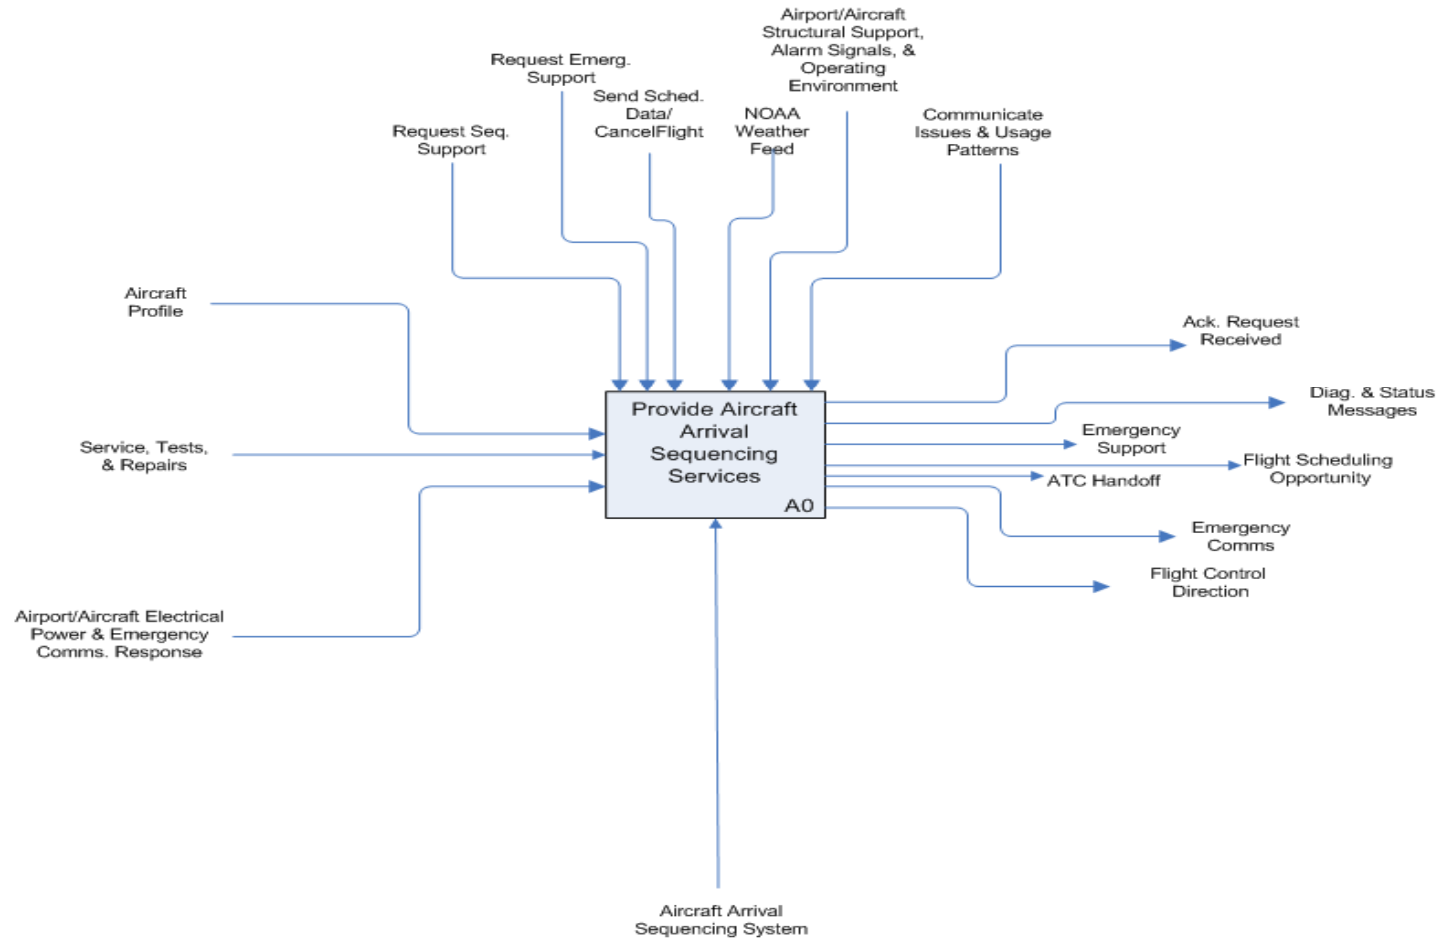 Airport/Aircraft
Structural Support,
Alarm Signals, &
Operating
Environment
Request Emerg.
Support
Send Sched.
Data/
CancelFlight
NOAA
Weather
Feed
Communicate
Issues & Usage
Patterns
Request Seq.
Support
Aircraft
Profile
Service, Tests,
& Repairs
Airport/Aircraft Electrical
Power & Emergency
Comms. Response
Provide Aircraft
Arrival
Sequencing
Services
A0
Ack. Request
Received
Diag. & Status
Messages
Emergency
Support
Flight Scheduling
Opportunity
ATC Handoff
Emergency
Comms
Flight Control
Direction
Aircraft Arrival
Sequencing System